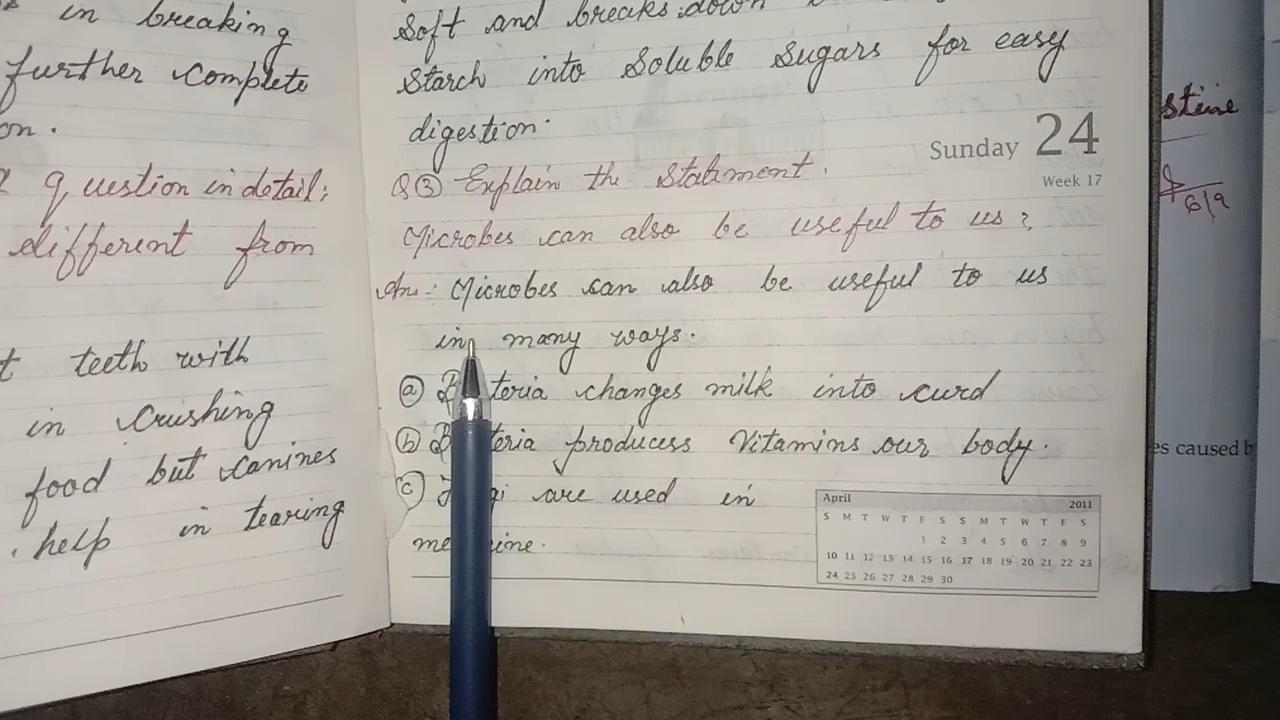 in breaking
further complete
on.
question in detail;
different from
t teeth with
in crushing
food but canines
. help in tearing
Soft and breaks down
starch into soluble sugars for easy
digestion.
Sunday 24
Week 17
Q ③ Explain the statement.
Microbes can also be useful to us ?
Ans:- Microbes can also be useful to us
in many ways.
(a) teria changes milk into curd
(b) teria producess Vitamins our body.
(c) gi are used in
me ine.
April 2011
S M T W T F S S M T W T F S
1 2 3 4 5 6 7 8 9
10 11 12 13 14 15 16 17 18 19 20 21 22 23
24 25 26 27 28 29 30
stine
6/9
es caused b